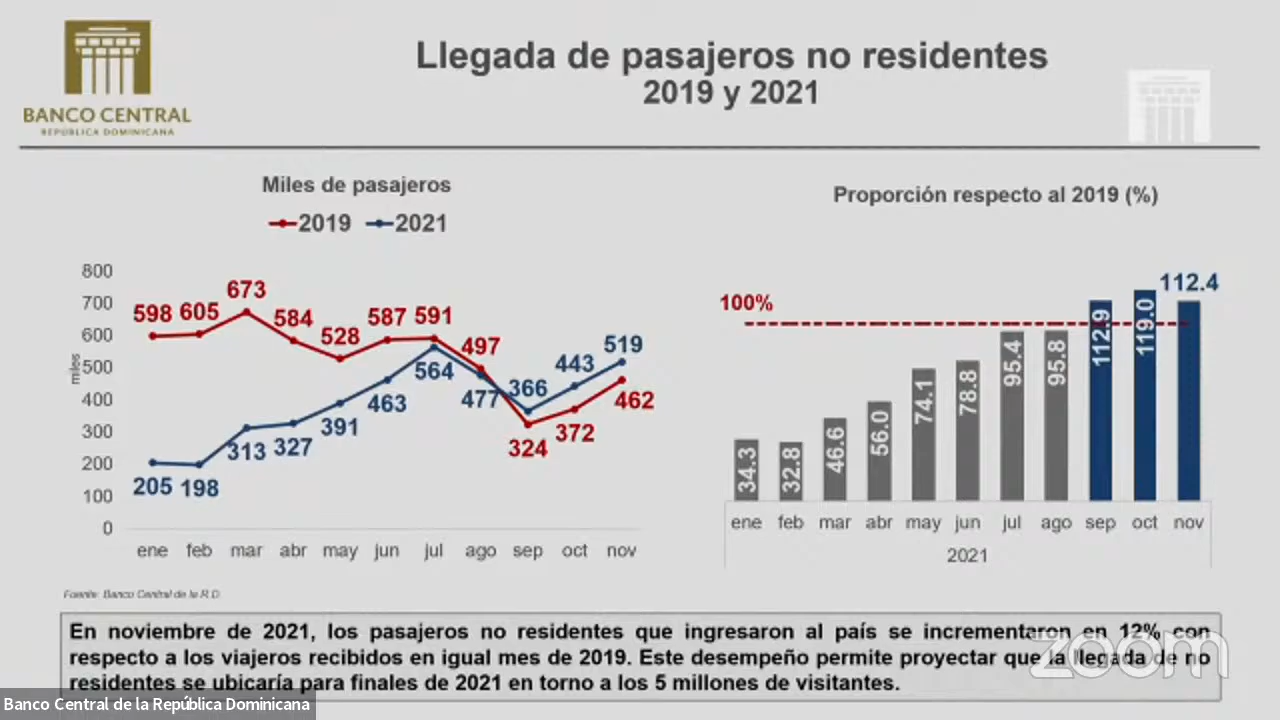 BANCO CENTRAL
REPÚBLICA DOMINICANA
Llegada de pasajeros no residentes
2019 y 2021
Miles de pasajeros
2019 2021
800
700
600
500
400
300
200
100
0
miles
598 605 673 584 528 587 591 497 324 372 462
205 198 313 327 391 463 564 477 366 443 519
ene feb mar abr may jun jul ago sep oct nov
Proporción respecto al 2019 (%)
100%
34.3 32.8 46.6 56.0 74.1 78.8 95.4 95.8 112.9 119.0 112.4
ene feb mar abr may jun jul ago sep oct nov
2021
Fuente: Banco Central de la R.D
En noviembre de 2021, los pasajeros no residentes que ingresaron al país se incrementaron en 12% con
respecto a los viajeros recibidos en igual mes de 2019. Este desempeño permite proyectar que la llegada de no
residentes se ubicaría para finales de 2021 en torno a los 5 millones de visitantes.
zoom
Banco Central de la República Dominicana